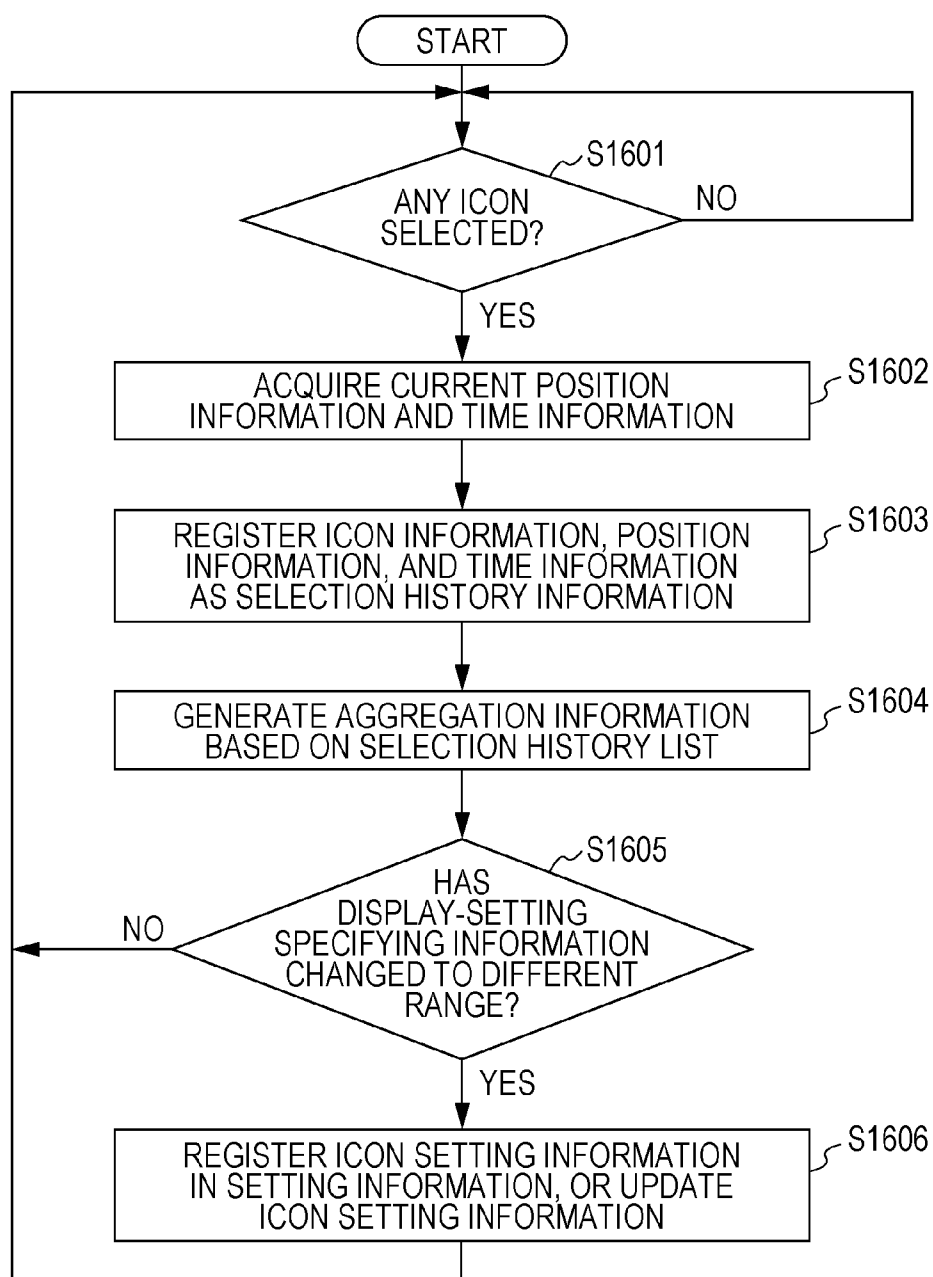 START
S1601
ANY ICON
SELECTED?
NO
YES
ACQUIRE CURRENT POSITION
INFORMATION AND TIME INFORMATION
S1602
REGISTER ICON INFORMATION, POSITION
INFORMATION, AND TIME INFORMATION
AS SELECTION HISTORY INFORMATION
S1603
GENERATE AGGREGATION INFORMATION
BASED ON SELECTION HISTORY LIST
S1604
S1605
HAS
DISPLAY-SETTING
SPECIFYING INFORMATION
CHANGED TO DIFFERENT
RANGE?
NO
YES
REGISTER ICON SETTING INFORMATION
IN SETTING INFORMATION, OR UPDATE
ICON SETTING INFORMATION
S1606